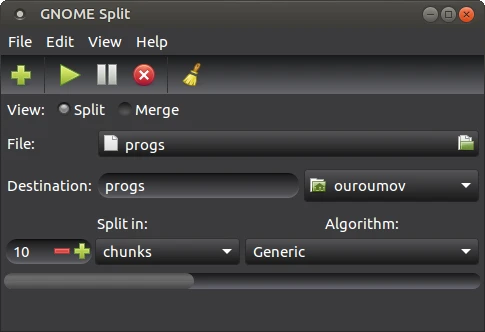 GNOME Split
File Edit View Help
View: Split Merge
File: progs
Destination: progs ouroumov
Split in: Algorithm:
10 chunks Generic